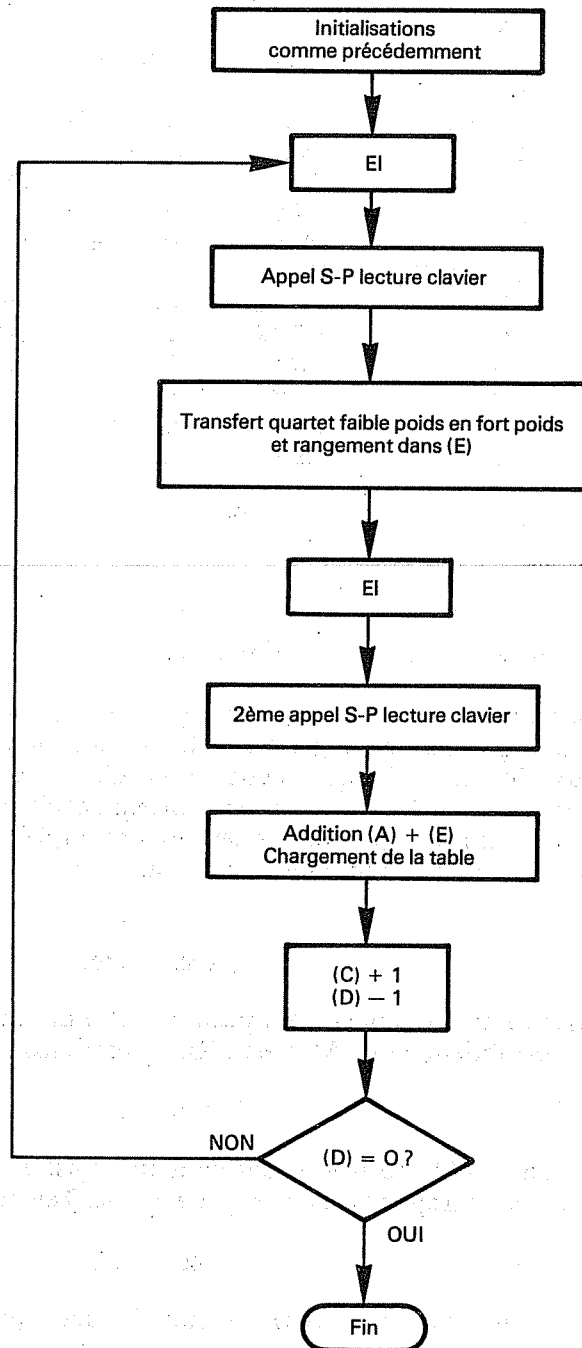 Initialisations
comme précédemment
EI
Appel S-P lecture clavier
Transfert quartet faible poids en fort poids
et rangement dans (E)
EI
2ème appel S-P lecture clavier
Addition (A) + (E)
Chargement de la table
(C) + 1
(D) – 1
NON
(D) = O ?
OUI
Fin